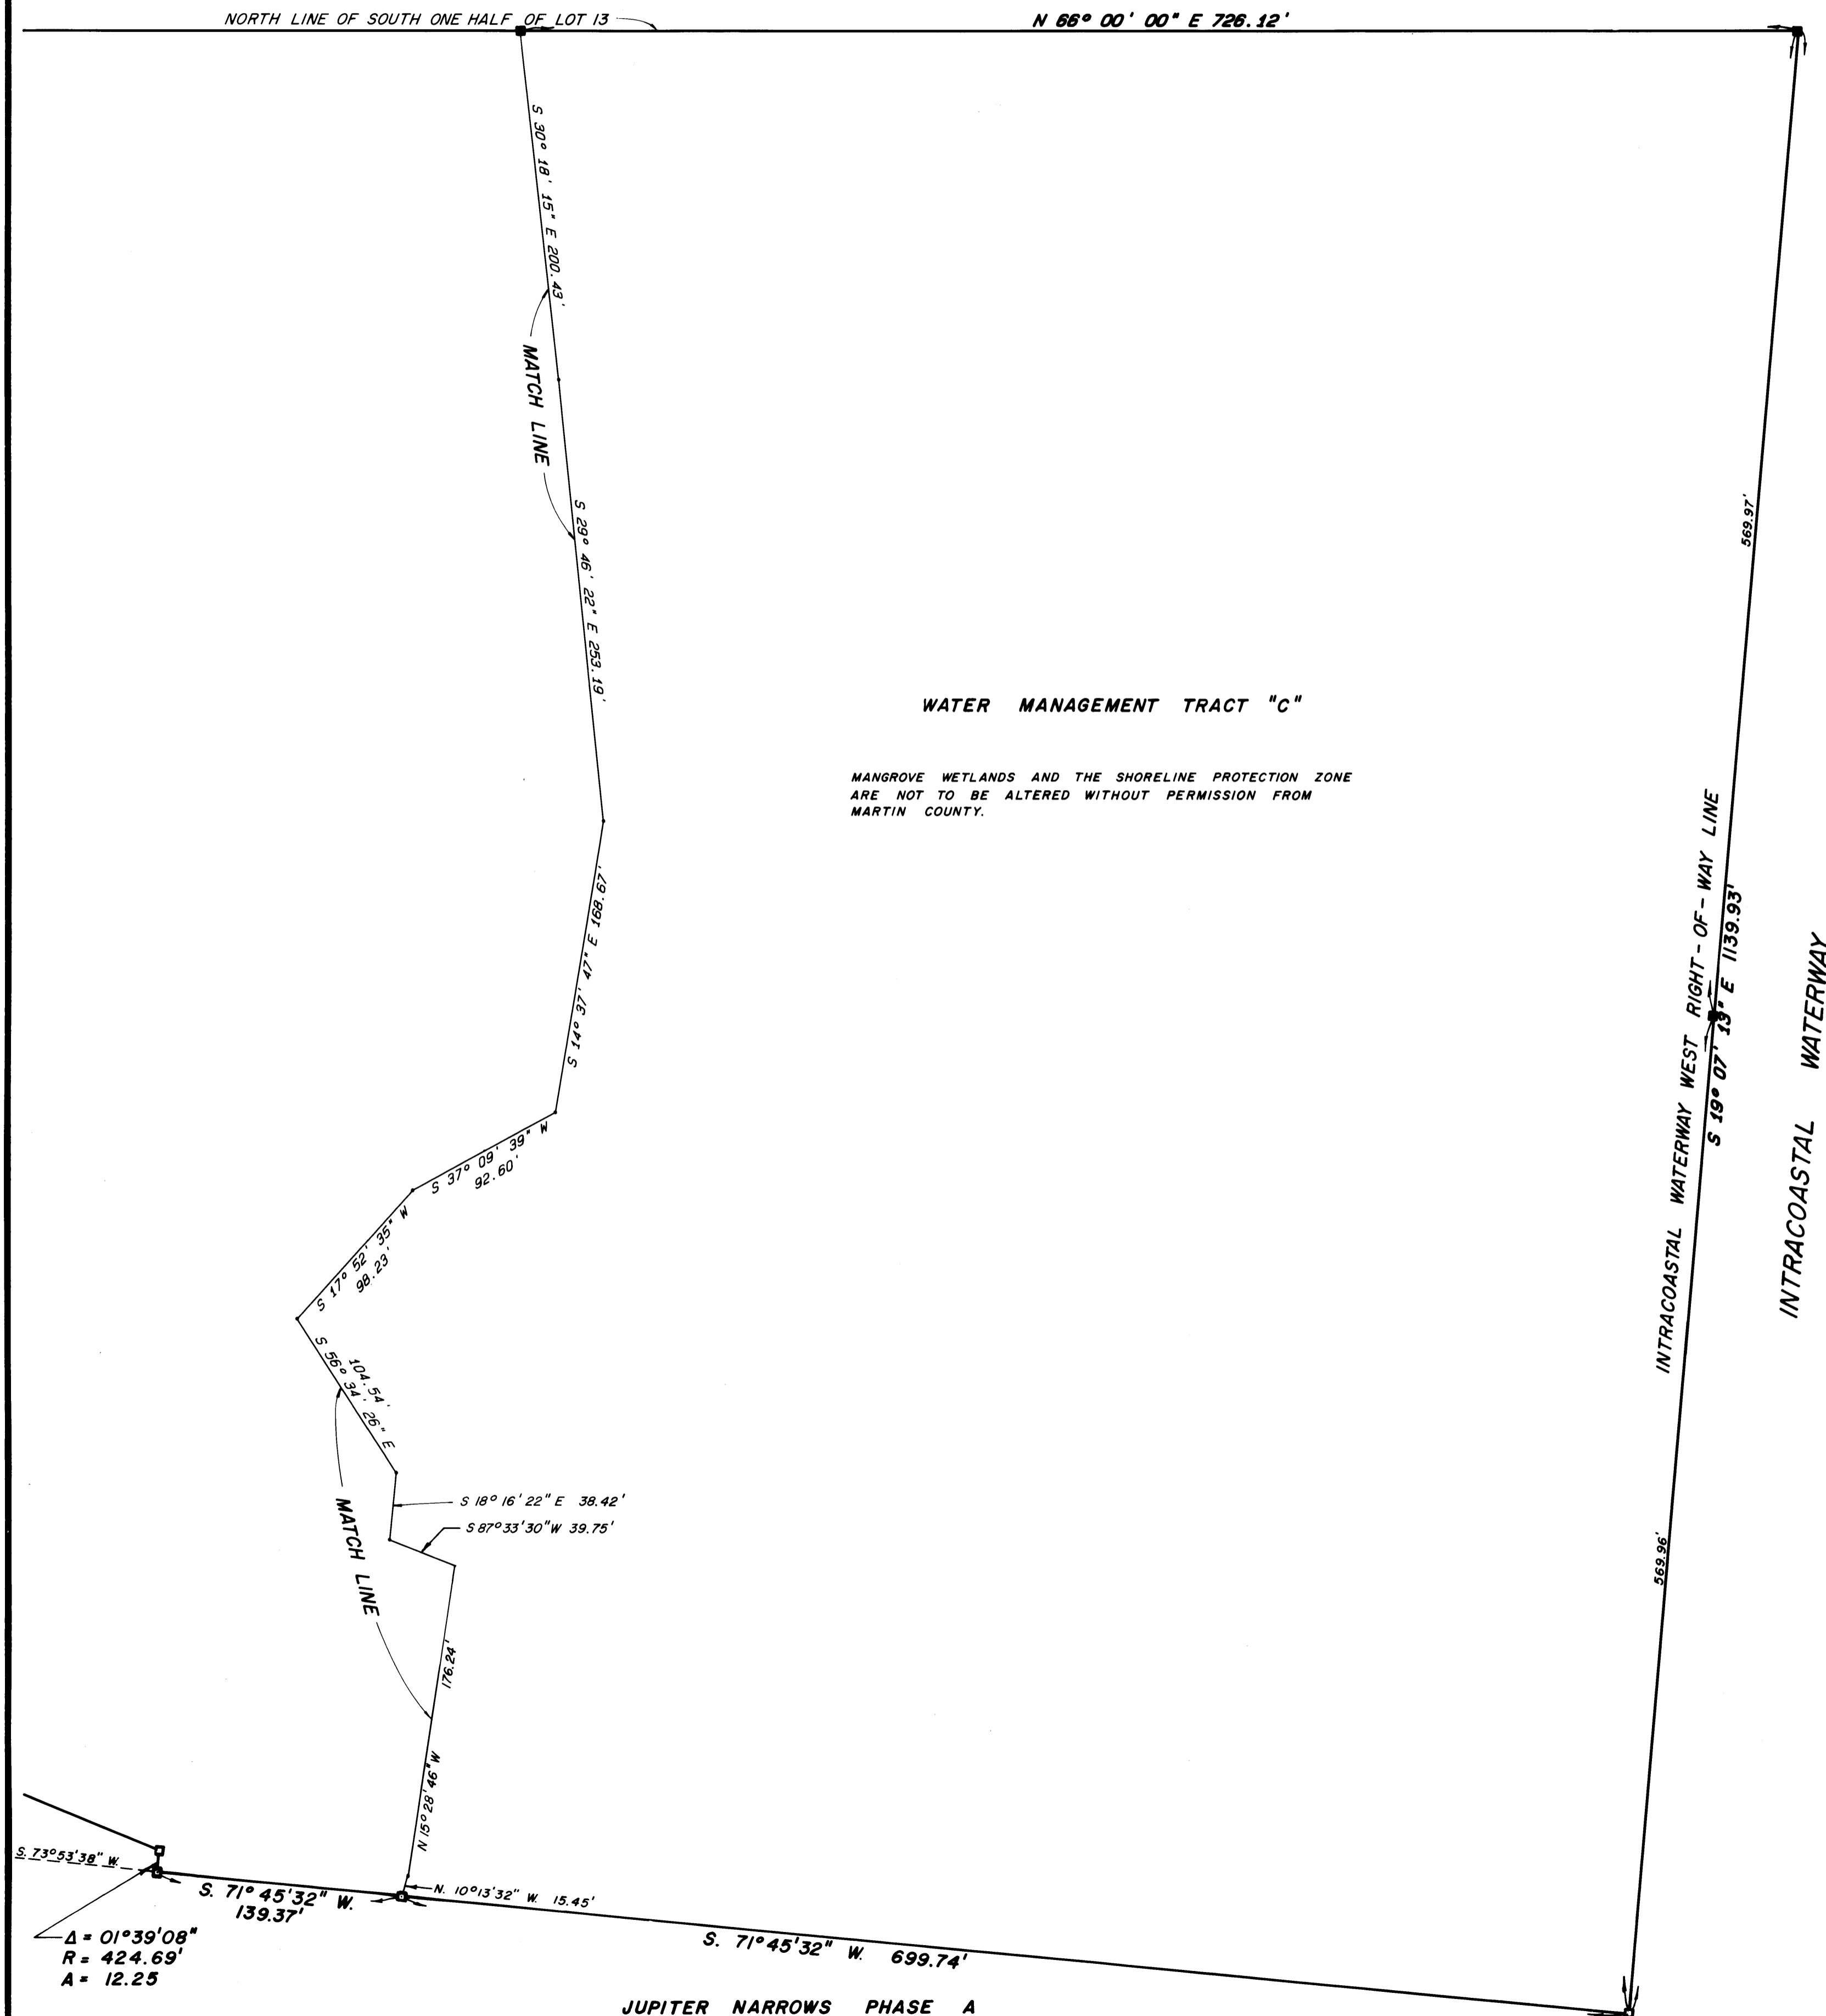 NORTH LINE OF SOUTH ONE HALF OF LOT 13
N 66° 00' 00" E 726.12'
S 30° 18' 15" E 200.43'
MATCH LINE
S 29° 46' 22" E 253.19'
569.97'
WATER MANAGEMENT TRACT "C"
MANGROVE WETLANDS AND THE SHORELINE PROTECTION ZONE
ARE NOT TO BE ALTERED WITHOUT PERMISSION FROM
MARTIN COUNTY.
S 14° 37' 47" E 168.67'
INTRACOASTAL WATERWAY WEST RIGHT-OF-WAY LINE
S 19° 07' 13" E 1139.93'
INTRACOASTAL WATERWAY
S 37° 09' 39" W
92.60'
S 17° 52' 35" W
98.23'
104.54'
S 56° 34' 26" E
S 18° 16' 22" E 38.42'
S 87° 33' 30" W 39.75'
MATCH LINE
569.96'
N 15° 28' 46" W 176.24'
S. 73° 53' 38" W.
N. 10° 13' 32" W. 15.45'
S. 71° 45' 32" W.
139.37'
S. 71° 45' 32" W. 699.74'
Δ = 01° 39' 08"
R = 424.69'
A = 12.25
JUPITER NARROWS PHASE A